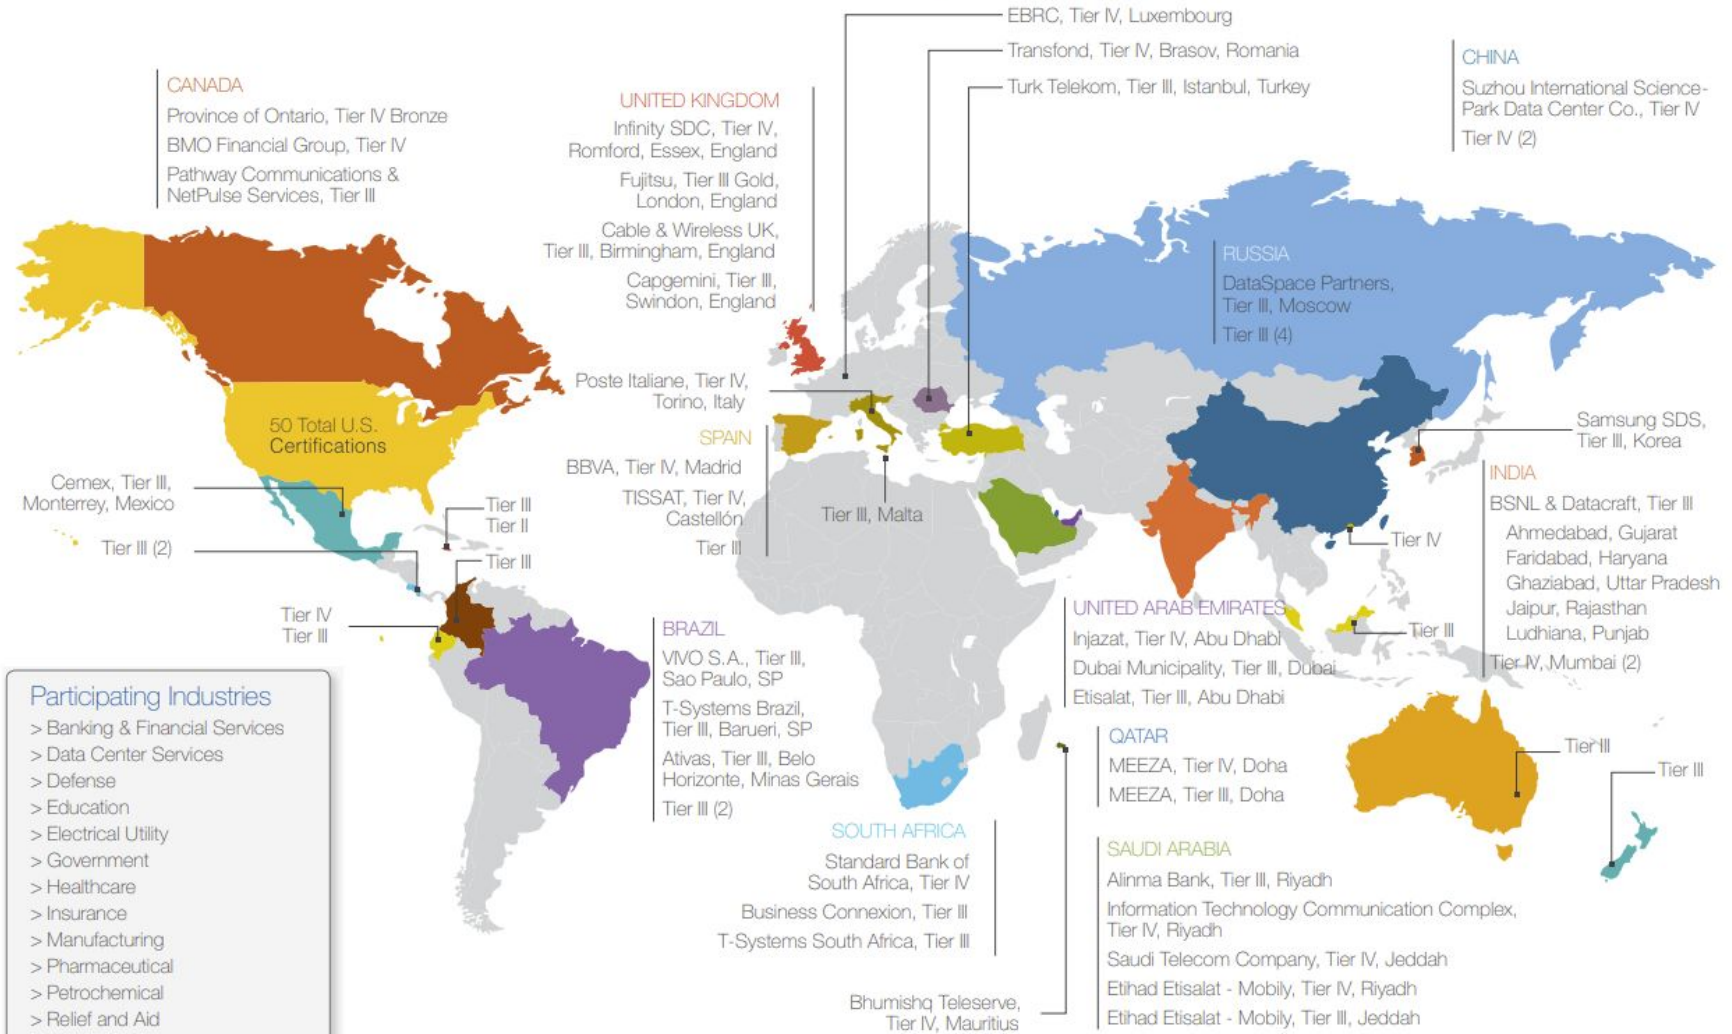 EBRC, Tier IV, Luxembourg
Transfond, Tier IV, Brasov, Romania
Turk Telekom, Tier III, Istanbul, Turkey
CHINA
Suzhou International Science-
Park Data Center Co., Tier IV
Tier IV (2)
CANADA
Province of Ontario, Tier IV Bronze
BMO Financial Group, Tier IV
Pathway Communications &
NetPulse Services, Tier III
UNITED KINGDOM
Infinity SDC, Tier IV,
Romford, Essex, England
Fujitsu, Tier III Gold,
London, England
Cable & Wireless UK,
Tier III, Birmingham, England
Capgemini, Tier III,
Swindon, England
RUSSIA
DataSpace Partners,
Tier III, Moscow
Tier III (4)
Poste Italiane, Tier IV,
Torino, Italy
50 Total U.S.
Certifications
SPAIN
BBVA, Tier IV, Madrid
TISSAT, Tier IV,
Castellón
Tier III
Tier III, Malta
Samsung SDS,
Tier III, Korea
Cemex, Tier III,
Monterrey, Mexico
Tier III (2)
Tier III
Tier II
Tier III
Tier IV
Tier III
INDIA
BSNL & Datacraft, Tier III
Ahmedabad, Gujarat
Faridabad, Haryana
Ghaziabad, Uttar Pradesh
Jaipur, Rajasthan
Ludhiana, Punjab
Tier IV, Mumbai (2)
Tier IV
Tier III
UNITED ARAB EMIRATES
Injazat, Tier IV, Abu Dhabi
Dubai Municipality, Tier III, Dubai
Etisalat, Tier III, Abu Dhabi
BRAZIL
VIVO S.A., Tier III,
Sao Paulo, SP
T-Systems Brazil,
Tier III, Barueri, SP
Ativas, Tier III, Belo
Horizonte, Minas Gerais
Tier III (2)
QATAR
MEEZA, Tier IV, Doha
MEEZA, Tier III, Doha
Tier III
Tier III
SOUTH AFRICA
Standard Bank of
South Africa, Tier IV
Business Connexion, Tier III
T-Systems South Africa, Tier III
SAUDI ARABIA
Alinma Bank, Tier III, Riyadh
Information Technology Communication Complex,
Tier IV, Riyadh
Saudi Telecom Company, Tier IV, Jeddah
Etihad Etisalat - Mobily, Tier IV, Riyadh
Etihad Etisalat - Mobily, Tier III, Jeddah
Bhumishq Teleserve,
Tier IV, Mauritius
Participating Industries
> Banking & Financial Services
> Data Center Services
> Defense
> Education
> Electrical Utility
> Government
> Healthcare
> Insurance
> Manufacturing
> Pharmaceutical
> Petrochemical
> Relief and Aid